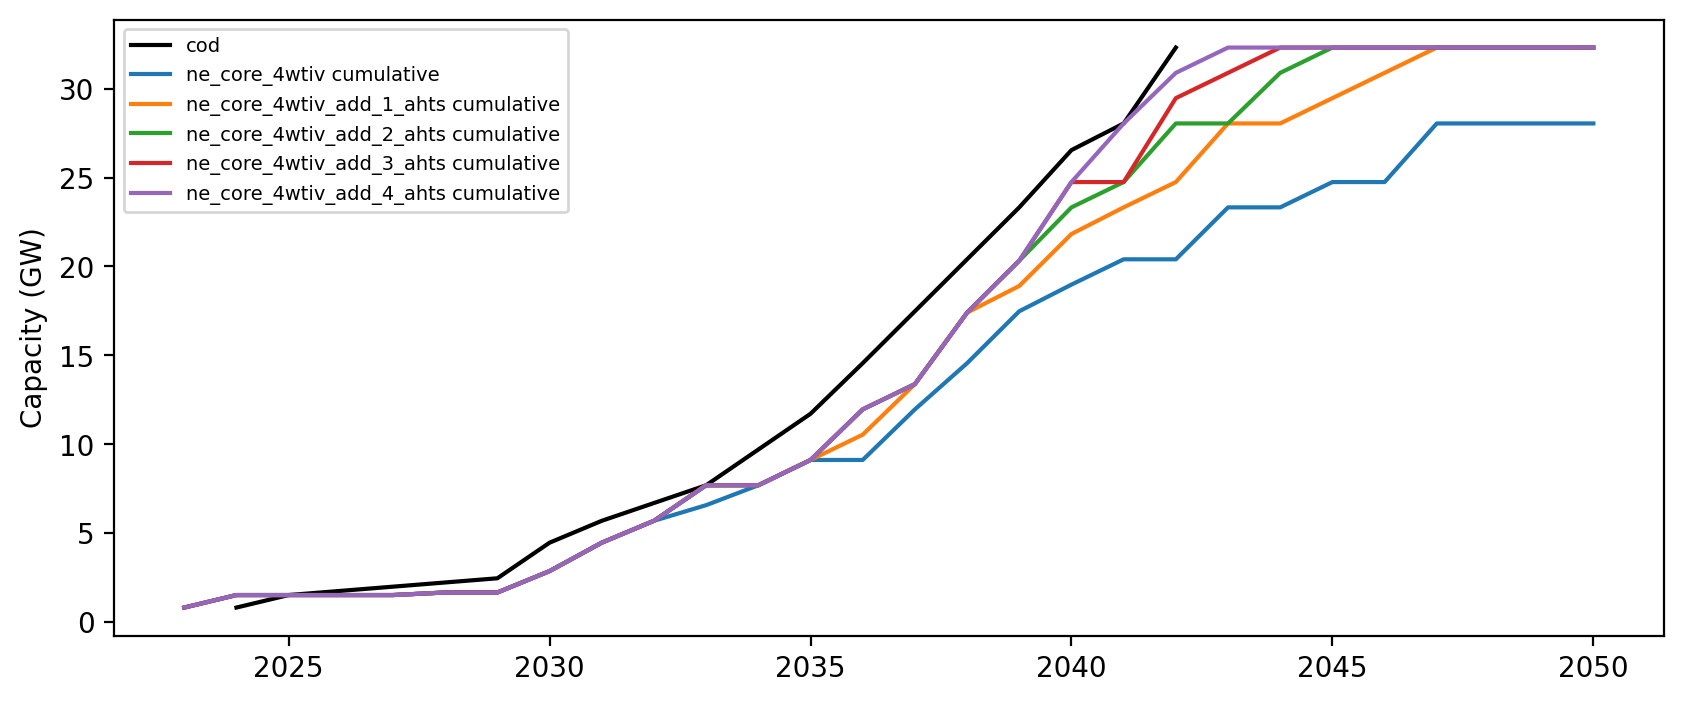 cod
ne_core_4wtiv cumulative
ne_core_4wtiv_add_1_ahts cumulative
ne_core_4wtiv_add_2_ahts cumulative
ne_core_4wtiv_add_3_ahts cumulative
ne_core_4wtiv_add_4_ahts cumulative
Capacity (GW)
30
25
20
15
10
5
0
2025 2030 2035 2040 2045 2050